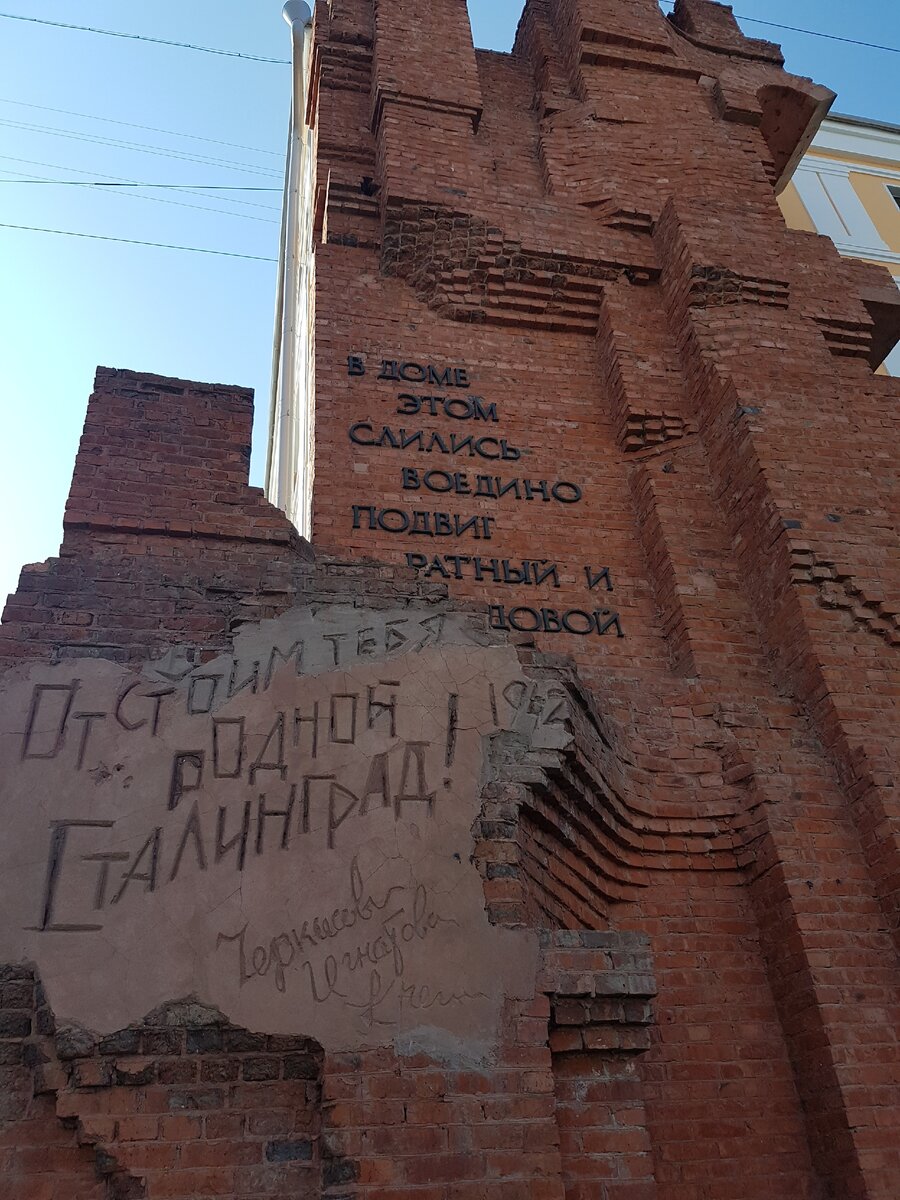 В ДОМЕ
ЭТОМ
СЛИЛИСЬ
ВОЕДИНО
ПОДВИГ
РАТНЫЙ И
ДОВОЙ
ОТСТОИМ ТЕБЯ
РОДНОЙ 1942
СТАЛИНГРАД!
Черкасова
Игнатова